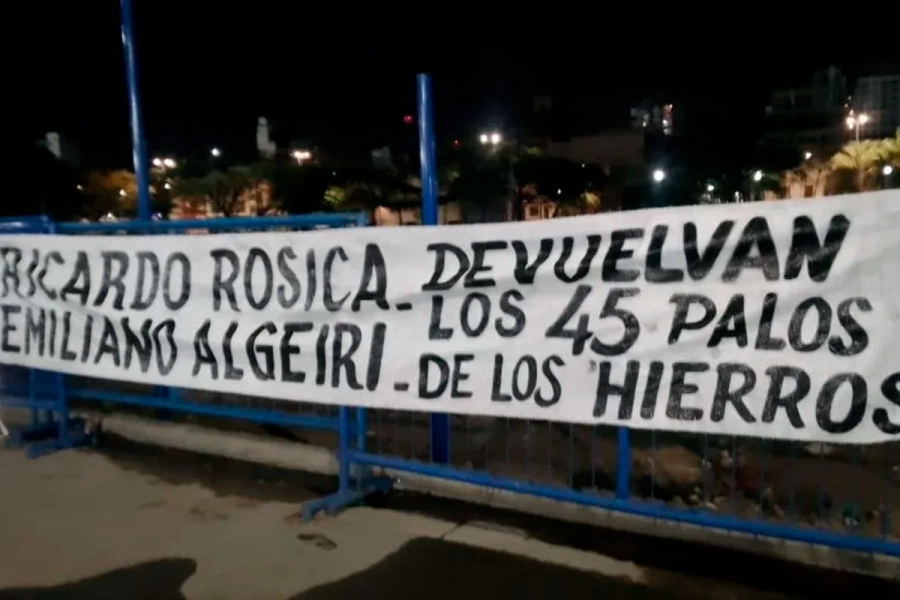 RICARDO ROSICA - DEVUELVAN
LOS 45 PALOS
EMILIANO ALGEIRI - DE LOS HIERROS